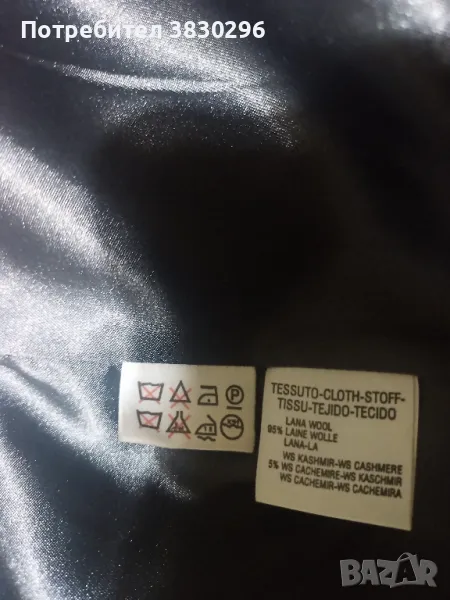 Потребител 3830296
P
TESSUTO-CLOTH-STOFF-
TISSU-TEJIDO-TECIDO
LANA WOOL
95% LAINE WOLLE
LANA-LA
WS KASHMIR-WS CASHMERE
5% WS CACHEMIRE-WS KASCHMIR
WS CACHEMIR-WS CACHEMIRA
BAZAR